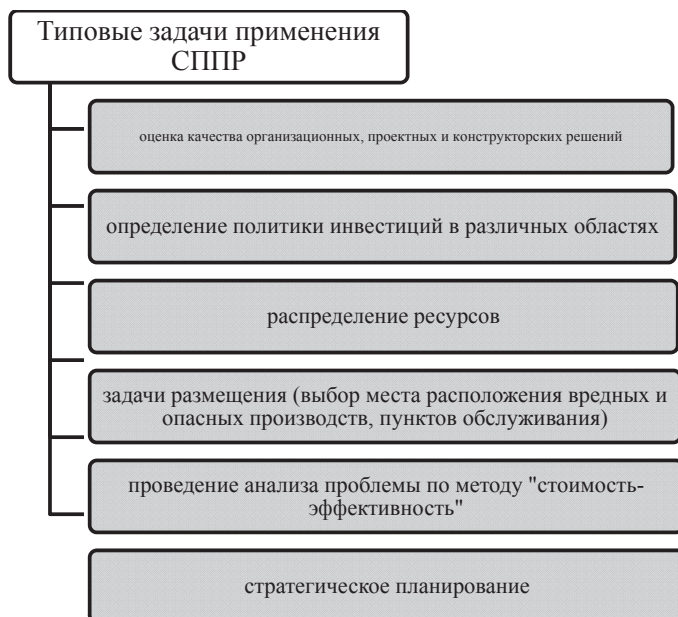 Типовые задачи применения
СППР
оценка качества организационных, проектных и конструкторских решений
определение политики инвестиций в различных областях
распределение ресурсов
задачи размещения (выбор места расположения вредных и
опасных производств, пунктов обслуживания)
проведение анализа проблемы по методу "стоимость-
эффективность"
стратегическое планирование